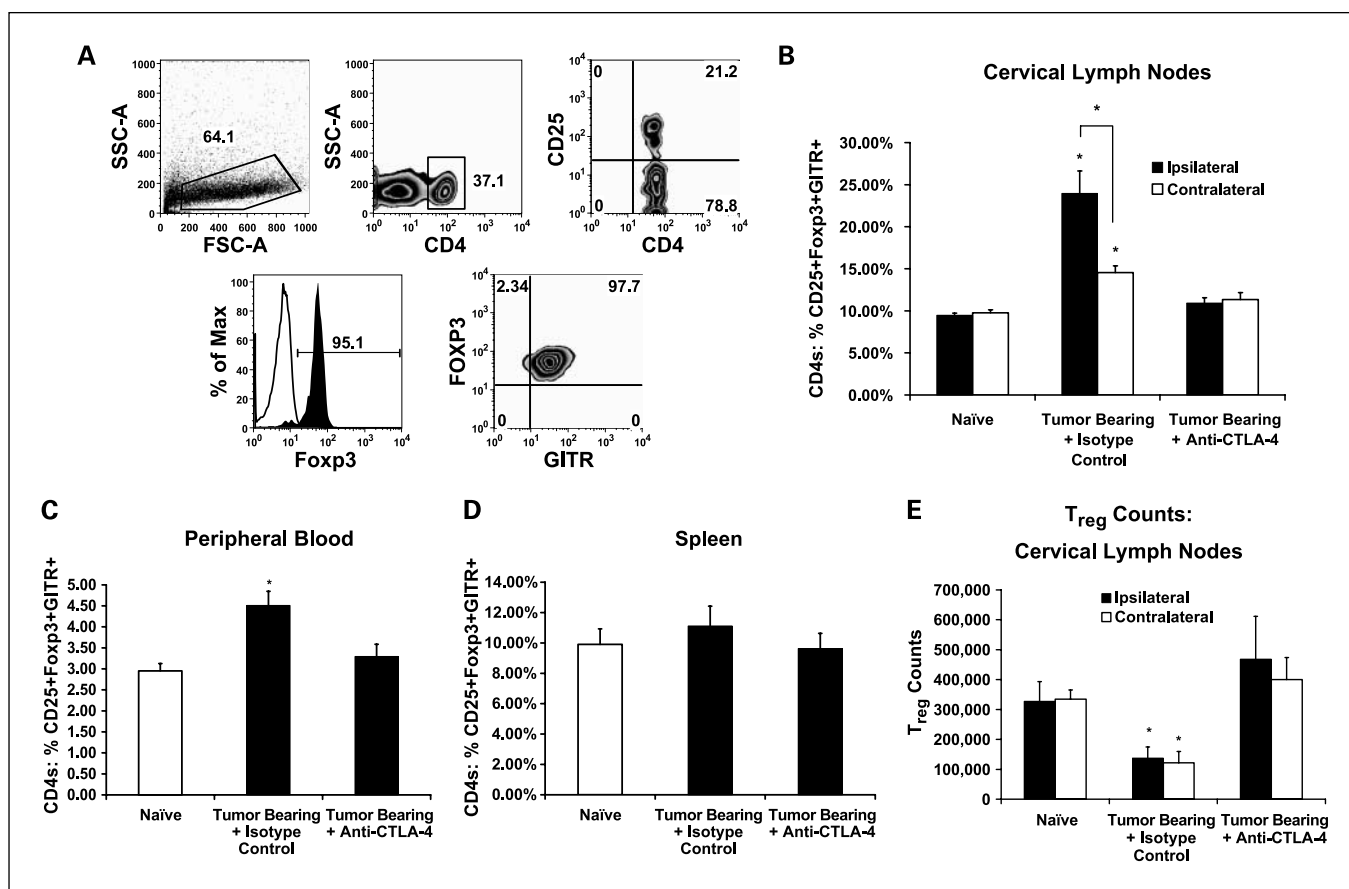 A
SSC-A
1000
800
600
400
200
0
64.1
0 200 400 600 800 1000
FSC-A
SSC-A
1000
800
600
400
200
0
37.1
10^0 10^1 10^2 10^3 10^4
CD4
CD25
10^4
10^3
10^2
10^1
10^0
0 21.2
0 78.8
10^0 10^1 10^2 10^3 10^4
CD4
% of Max
100
80
60
40
20
0
95.1
10^0 10^1 10^2 10^3 10^4
Foxp3
FOXP3
10^4
10^3
10^2
10^1
10^0
2.34 97.7
0 0
10^0 10^1 10^2 10^3 10^4
GITR
B
Cervical Lymph Nodes
CD4s: % CD25+Foxp3+GITR+
30.00%
25.00%
20.00%
15.00%
10.00%
5.00%
0.00%
*
*
*
Ipsilateral
Contralateral
Naïve
Tumor Bearing
+ Isotype
Control
Tumor Bearing
+ Anti-CTLA-4
C
Peripheral Blood
CD4s: % CD25+Foxp3+GITR+
5.00
4.50
4.00
3.50
3.00
2.50
2.00
1.50
1.00
.50
.00
*
Naïve
Tumor Bearing
+ Isotype
Control
Tumor Bearing
+ Anti-CTLA-4
D
Spleen
CD4s: % CD25+Foxp3+GITR+
14.00%
12.00%
10.00%
8.00%
6.00%
4.00%
2.00%
0.00%
Naïve
Tumor Bearing
+ Isotype
Control
Tumor Bearing
+ Anti-CTLA-4
E
Treg Counts:
Cervical Lymph Nodes
Treg Counts
700,000
600,000
500,000
400,000
300,000
200,000
100,000
0
Ipsilateral
Contralateral
* *
Naïve
Tumor Bearing
+ Isotype
Control
Tumor Bearing
+ Anti-CTLA-4